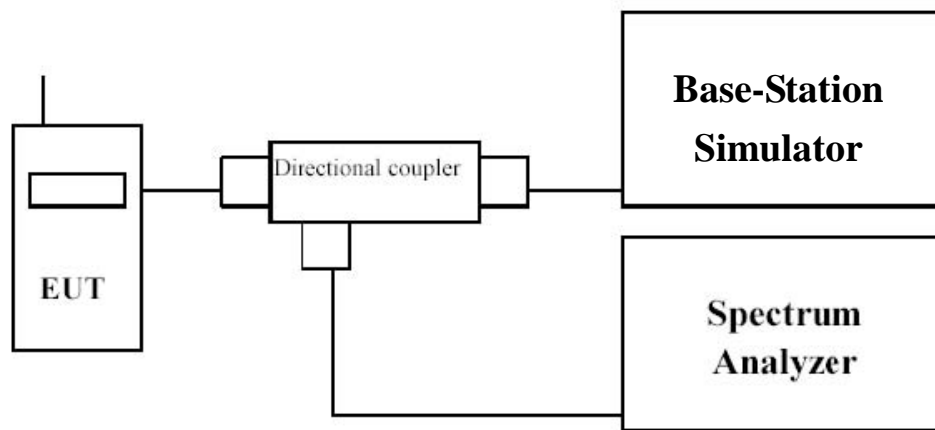 Base-Station
Simulator
Directional coupler
EUT
Spectrum
Analyzer